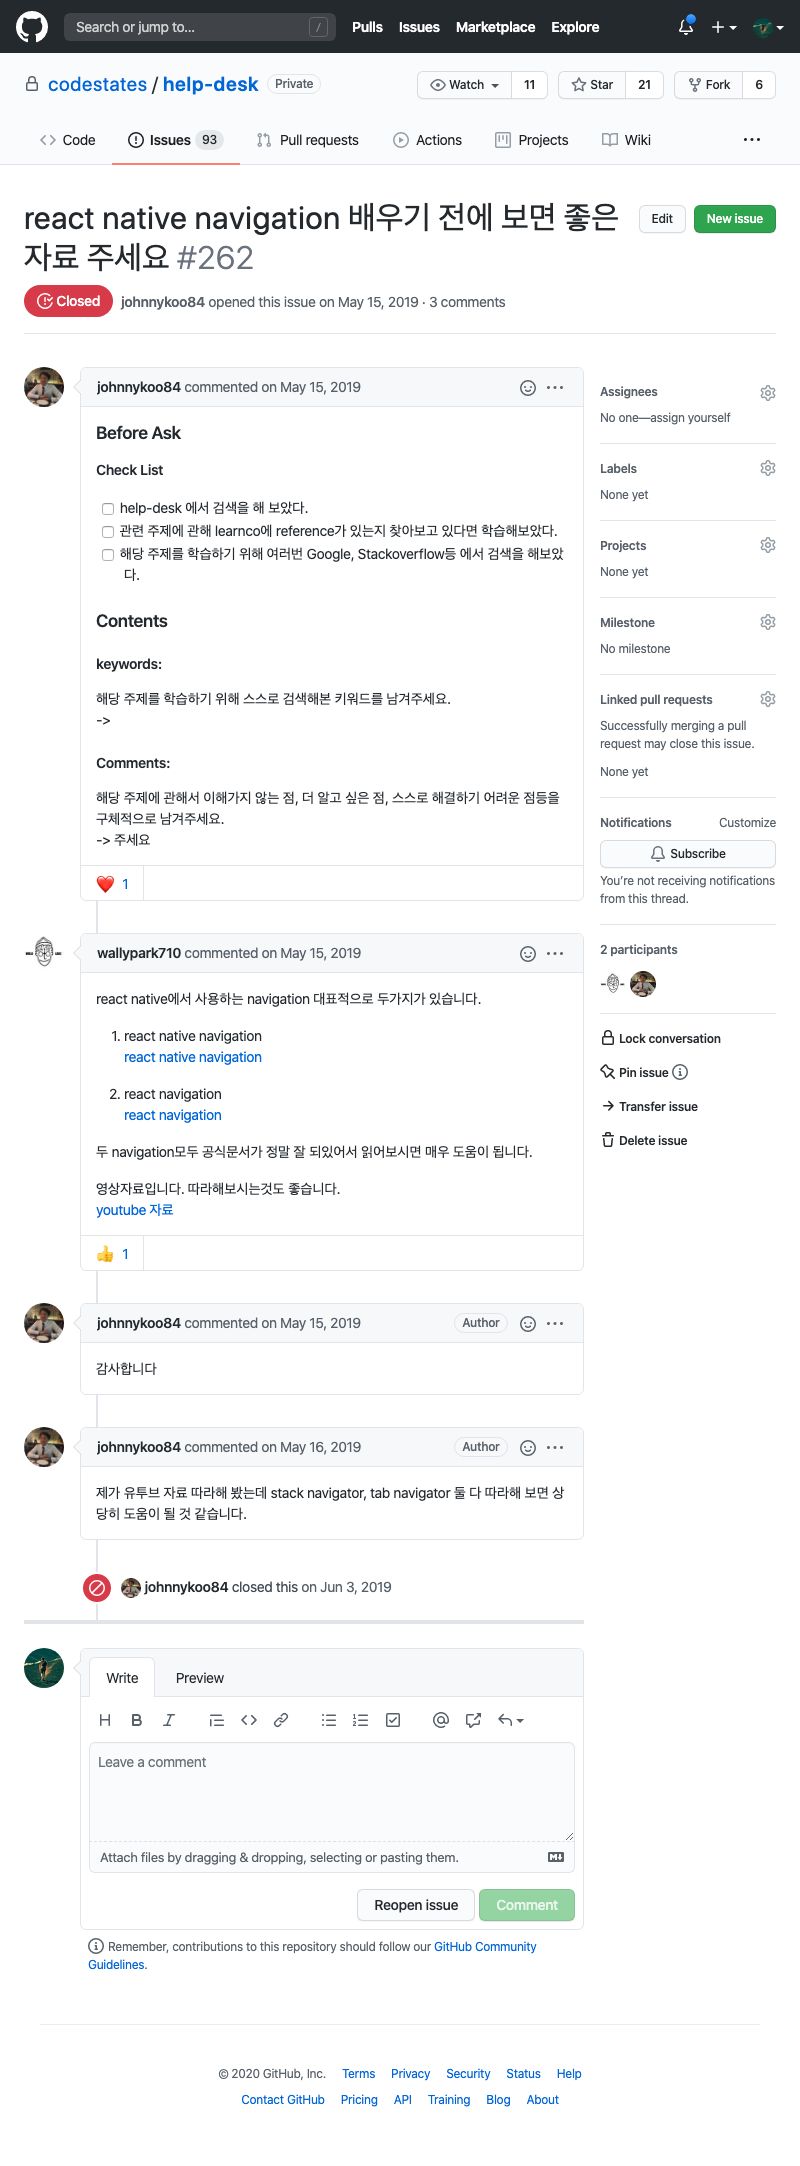 Search or jump to... /
Pulls Issues Marketplace Explore
codestates / help-desk Private
Watch 11 Star 21 Fork 6
Code Issues 93 Pull requests Actions Projects Wiki
react native navigation 배우기 전에 보면 좋은
자료 주세요 #262
Edit New issue
Closed johnnykoo84 opened this issue on May 15, 2019 · 3 comments
johnnykoo84 commented on May 15, 2019
Before Ask
Check List
help-desk 에서 검색을 해 보았다.
관련 주제에 관해 learnco에 reference가 있는지 찾아보고 있다면 학습해보았다.
해당 주제를 학습하기 위해 여러번 Google, Stackoverflow등 에서 검색을 해보았
다.
Contents
keywords:
해당 주제를 학습하기 위해 스스로 검색해본 키워드를 남겨주세요.
->
Comments:
해당 주제에 관해서 이해가지 않는 점, 더 알고 싶은 점, 스스로 해결하기 어려운 점등을
구체적으로 남겨주세요.
-> 주세요
1
wallypark710 commented on May 15, 2019
react native에서 사용하는 navigation 대표적으로 두가지가 있습니다.
1. react native navigation
react native navigation
2. react navigation
react navigation
두 navigation모두 공식문서가 정말 잘 되있어서 읽어보시면 매우 도움이 됩니다.
영상자료입니다. 따라해보시는것도 좋습니다.
youtube 자료
1
johnnykoo84 commented on May 15, 2019 Author
감사합니다
johnnykoo84 commented on May 16, 2019 Author
제가 유투브 자료 따라해 봤는데 stack navigator, tab navigator 둘 다 따라해 보면 상
당히 도움이 될 것 같습니다.
johnnykoo84 closed this on Jun 3, 2019
Assignees
No one—assign yourself
Labels
None yet
Projects
None yet
Milestone
No milestone
Linked pull requests
Successfully merging a pull
request may close this issue.
None yet
Notifications Customize
Subscribe
You're not receiving notifications
from this thread.
2 participants
Lock conversation
Pin issue
Transfer issue
Delete issue
Write Preview
Leave a comment
Attach files by dragging & dropping, selecting or pasting them.
Reopen issue Comment
Remember, contributions to this repository should follow our GitHub Community
Guidelines.
© 2020 GitHub, Inc. Terms Privacy Security Status Help
Contact GitHub Pricing API Training Blog About